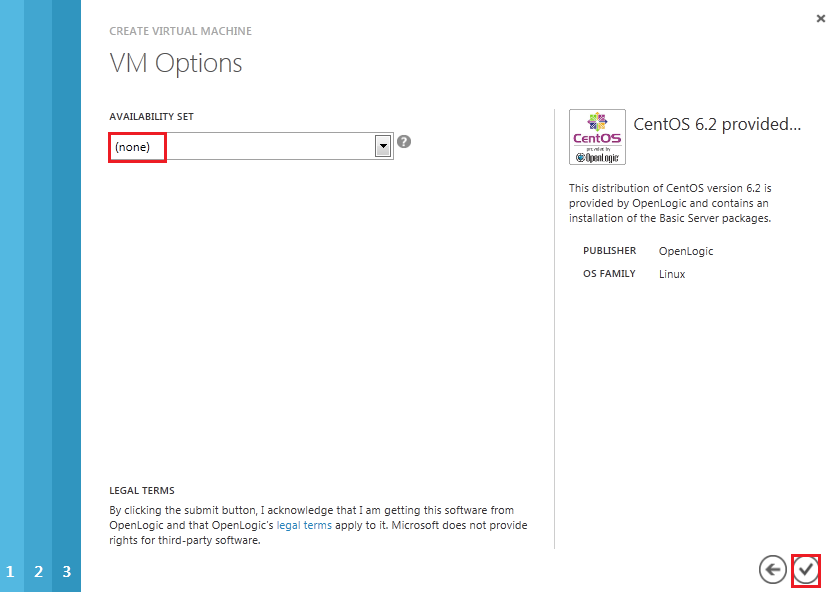 CREATE VIRTUAL MACHINE
VM Options
AVAILABILITY SET
(none)
?
LEGAL TERMS
By clicking the submit button, I acknowledge that I am getting this software from
OpenLogic and that OpenLogic's legal terms apply to it. Microsoft does not provide
rights for third-party software.
CentOS
provided by
OpenLogic
CentOS 6.2 provided...
This distribution of CentOS version 6.2 is
provided by OpenLogic and contains an
installation of the Basic Server packages.
PUBLISHER OpenLogic
OS FAMILY Linux
1 2 3